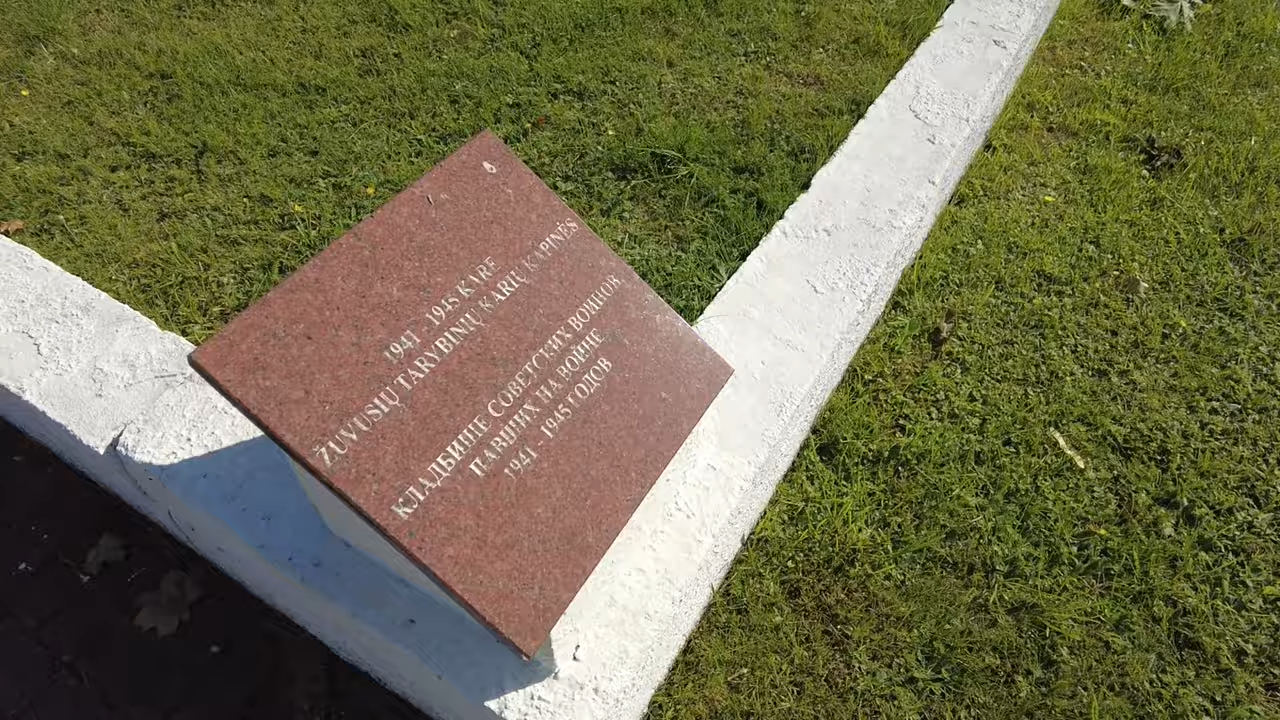 1941 - 1945 KARE
ŽUVUSIŲ TARYBINIŲ KARIŲ KAPINĖS
КЛАДБИЩЕ СОВЕТСКИХ ВОИНОВ
ПАВШИХ НА ВОЙНЕ
1941 - 1945 ГОДОВ